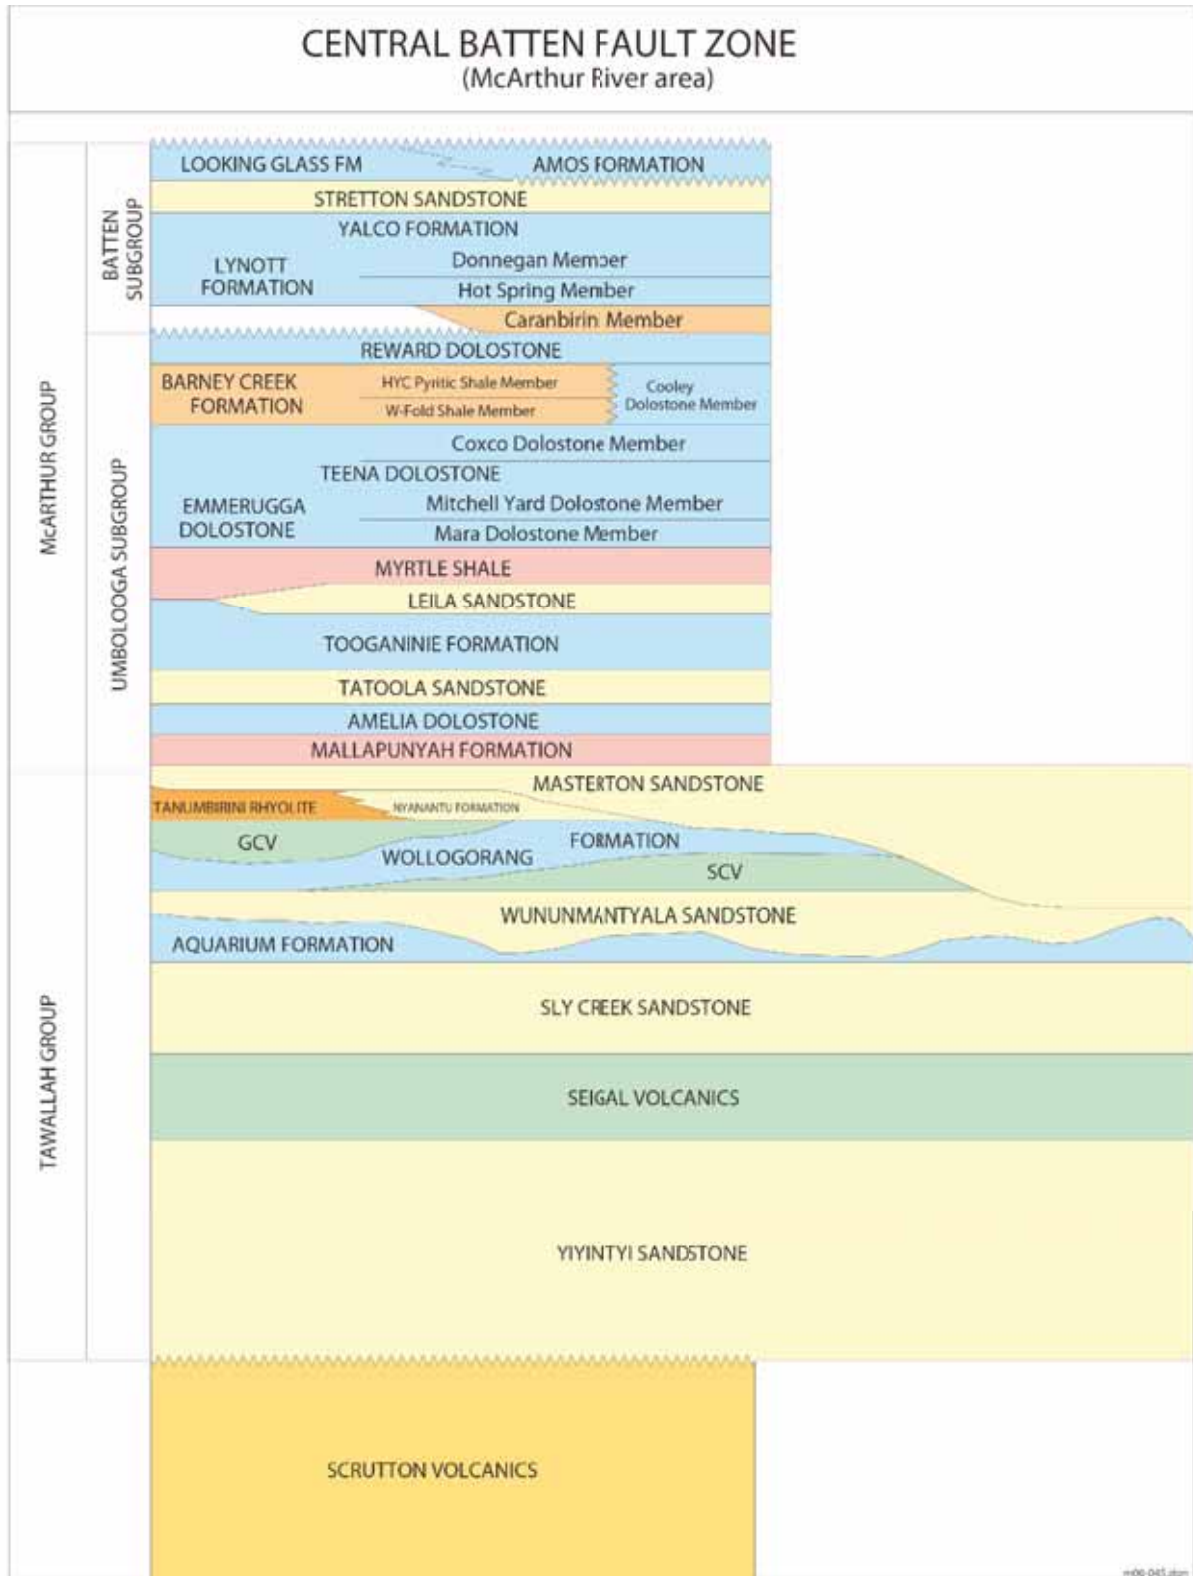 CENTRAL BATTEN FAULT ZONE
(McArthur River area)
LOOKING GLASS FM
AMOS FORMATION
STRETTON SANDSTONE
YALCO FORMATION
BATTEN
SUBGROUP
LYNOTT
FORMATION
Donnegan Member
Hot Spring Member
Caranbirin Member
REWARD DOLOSTONE
BARNEY CREEK
FORMATION
HYC Pyritic Shale Member
W-Fold Shale Member
Cooley
Dolostone Member
McARTHUR GROUP
UMBOLOOGA SUBGROUP
Coxco Dolostone Member
TEENA DOLOSTONE
EMMERUGGA
DOLOSTONE
Mitchell Yard Dolostone Member
Mara Dolostone Member
MYRTLE SHALE
LEILA SANDSTONE
TOOGANINIE FORMATION
TATOOLA SANDSTONE
AMELIA DOLOSTONE
MALLAPUNYAH FORMATION
MASTERTON SANDSTONE
TANUMBIRINI RHYOLITE
NYANANTU FORMATION
GCV
WOLLOGORANG
FORMATION
SCV
WUNUNMANTYALA SANDSTONE
AQUARIUM FORMATION
TAWALLAH GROUP
SLY CREEK SANDSTONE
SEIGAL VOLCANICS
YIYINTYI SANDSTONE
SCRUTTON VOLCANICS